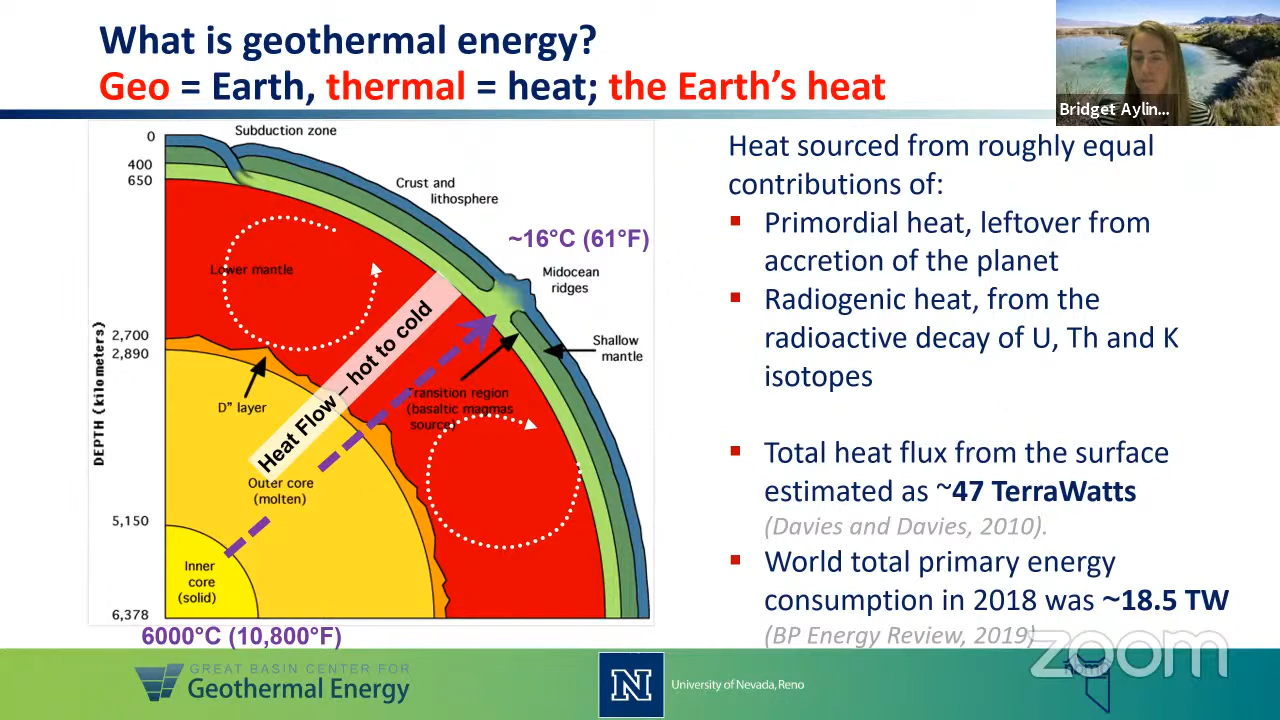 What is geothermal energy?
Geo = Earth, thermal = heat; the Earth's heat
Bridget Aylin...
Subduction zone
0
400
650
Crust and
lithosphere
~16°C (61°F)
Lower mantle
Midocean
ridges
Heat Flow – hot to cold
2,700
2,890
Shallow
mantle
DEPTH (kilometers)
D" layer
Transition region
(basaltic magmas
source)
Outer core
(molten)
5,150
Inner
core
(solid)
6,378
6000°C (10,800°F)
Heat sourced from roughly equal
contributions of:
▪ Primordial heat, leftover from
accretion of the planet
▪ Radiogenic heat, from the
radioactive decay of U, Th and K
isotopes
▪ Total heat flux from the surface
estimated as ~47 TerraWatts
(Davies and Davies, 2010).
▪ World total primary energy
consumption in 2018 was ~18.5 TW
(BP Energy Review, 2019)
GREAT BASIN CENTER FOR
Geothermal Energy
N
University of Nevada, Reno
zoom